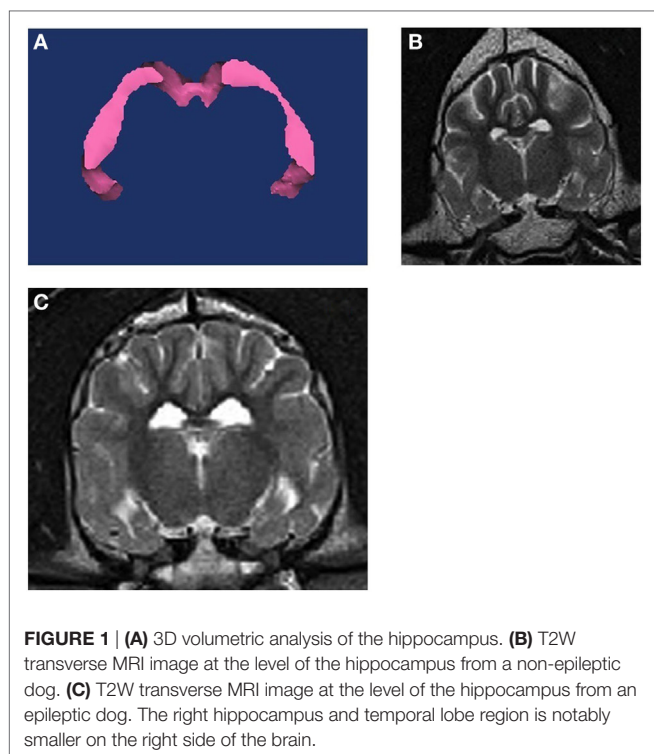 A
B
C
FIGURE 1 | (A) 3D volumetric analysis of the hippocampus. (B) T2W
transverse MRI image at the level of the hippocampus from a non-epileptic
dog. (C) T2W transverse MRI image at the level of the hippocampus from an
epileptic dog. The right hippocampus and temporal lobe region is notably
smaller on the right side of the brain.